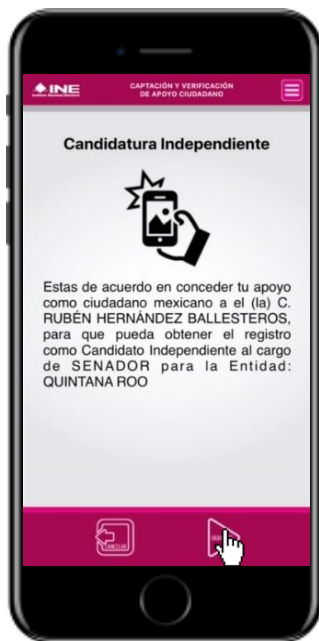 INE
CAPTACIÓN Y VERIFICACIÓN
DE APOYO CIUDADANO
Candidatura Independiente
Estas de acuerdo en conceder tu apoyo
como ciudadano mexicano a el (la) C.
RUBÉN HERNÁNDEZ BALLESTEROS,
para que pueda obtener el registro
como Candidato Independiente al cargo
de SENADOR para la Entidad:
QUINTANA ROO
CANCELAR